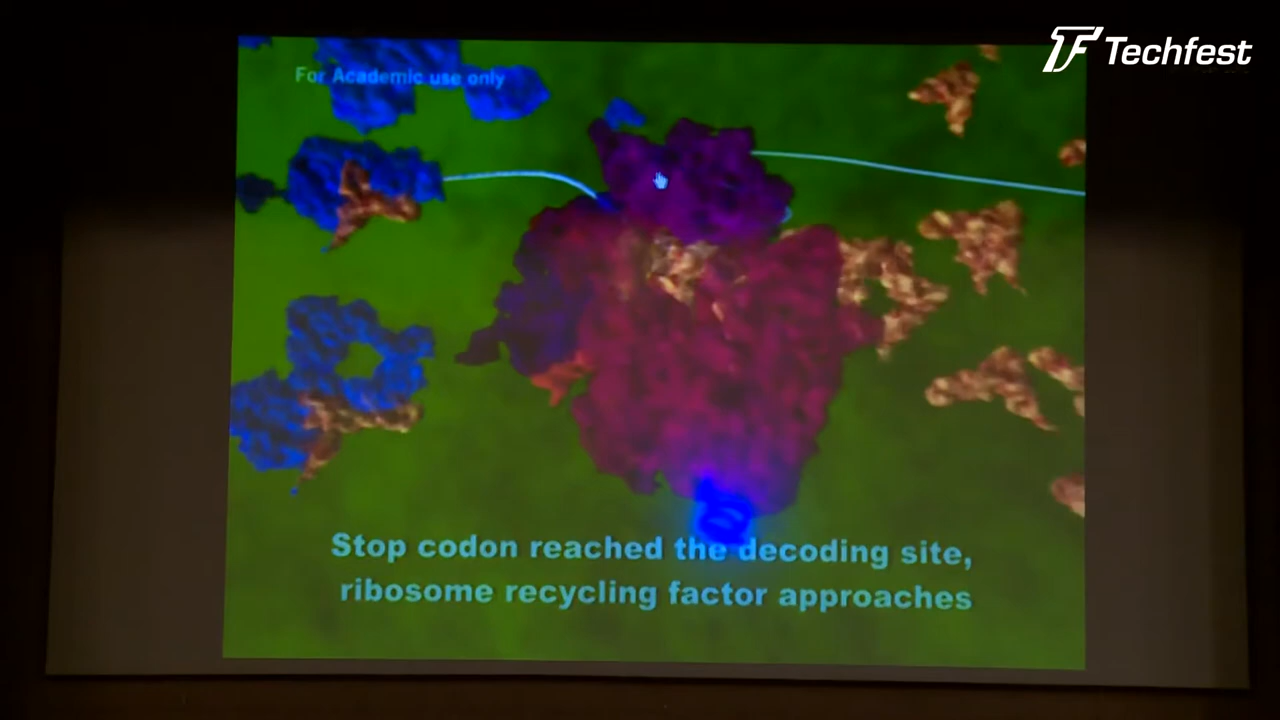 Techfest
For Academic use only
Stop codon reached the decoding site,
ribosome recycling factor approaches